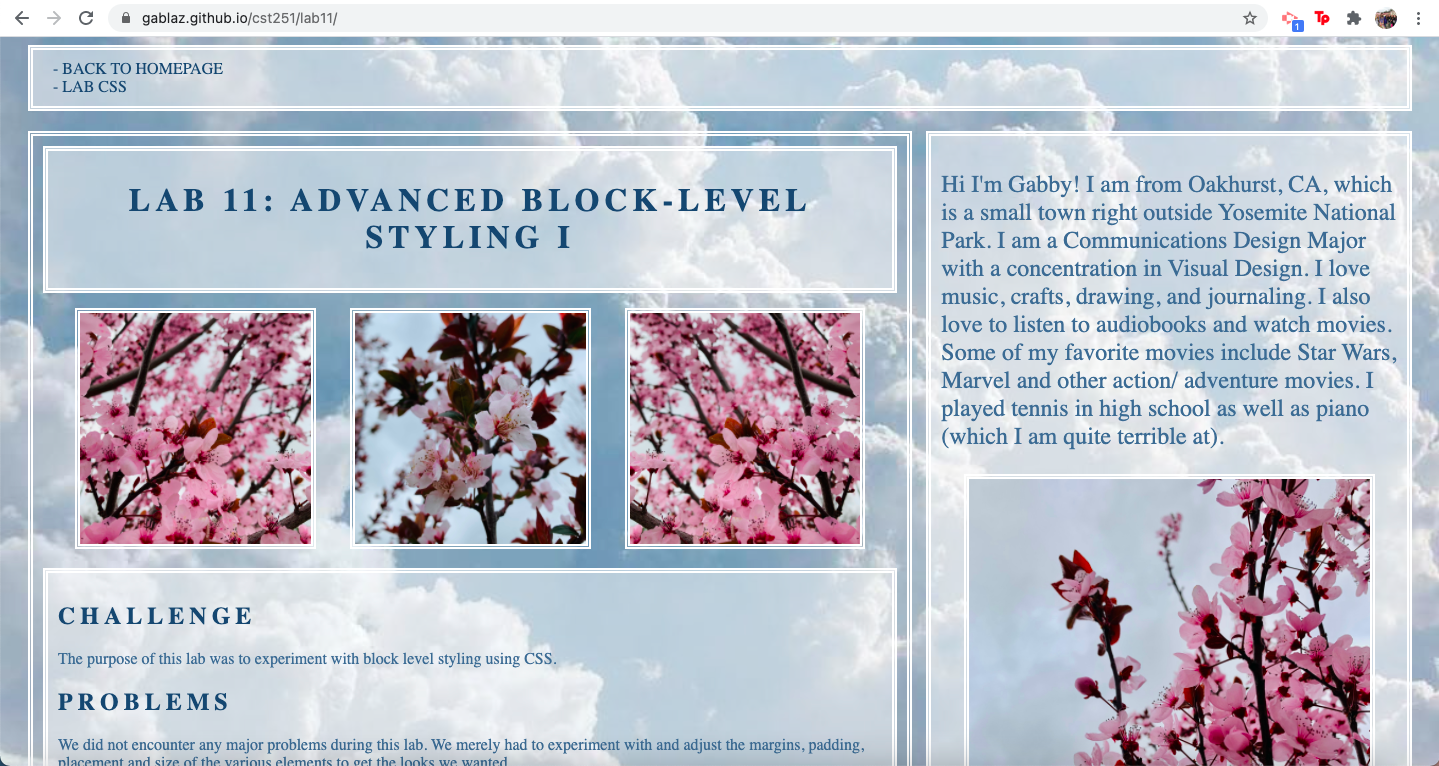 gablaz.github.io/cst251/lab11/
1
Tp
- BACK TO HOMEPAGE
- LAB CSS
LAB 11: ADVANCED BLOCK-LEVEL
STYLING I
CHALLENGE
The purpose of this lab was to experiment with block level styling using CSS.
PROBLEMS
We did not encounter any major problems during this lab. We merely had to experiment with and adjust the margins, padding,
placement and size of the various elements to get the looks we wanted.
Hi I'm Gabby! I am from Oakhurst, CA, which
is a small town right outside Yosemite National
Park. I am a Communications Design Major
with a concentration in Visual Design. I love
music, crafts, drawing, and journaling. I also
love to listen to audiobooks and watch movies.
Some of my favorite movies include Star Wars,
Marvel and other action/ adventure movies. I
played tennis in high school as well as piano
(which I am quite terrible at).